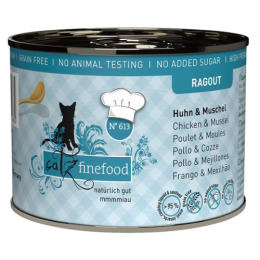 GRAIN FREE | NO ANIMAL TESTING | NO ADDED SUGAR
RAGOUT
N° 613
catz
finefood
natürlich gut
mmmmiau
Huhn & Muschel
Chicken & Mussel
Poulet & Moules
Pollo & Cozze
Pollo & Mejillones
Frango & Mexilhão
> 95 %